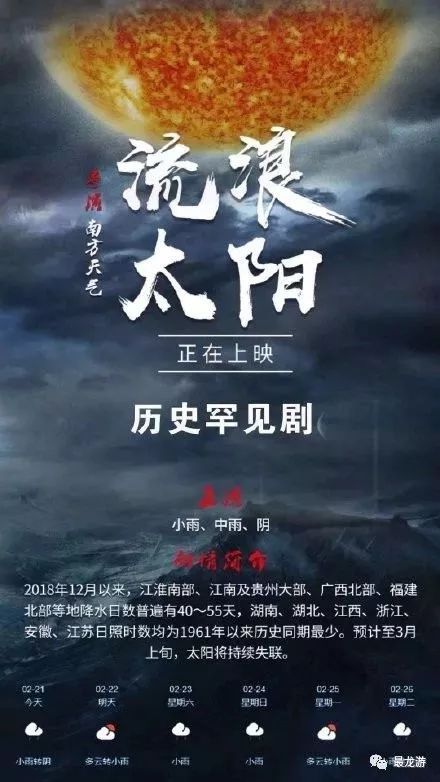 流浪
太阳
导演 南方天气
正在上映
历史罕见剧
主演
小雨、中雨、阴
剧情简介
2018年12月以来，江淮南部、江南及贵州大部、广西北部、福建
北部等地降水日数普遍有40～55天，湖南、湖北、江西、浙江、
安徽、江苏日照时数均为1961年以来历史同期最少。预计至3月
上旬，太阳将持续失联。
02-21 02-22 02-23 02-24 02-25 02-26
今天 明天 星期六 星期日 星期一 星期二
小雨转阴 多云转小雨 小雨 小雨 多云转小雨
最龙游